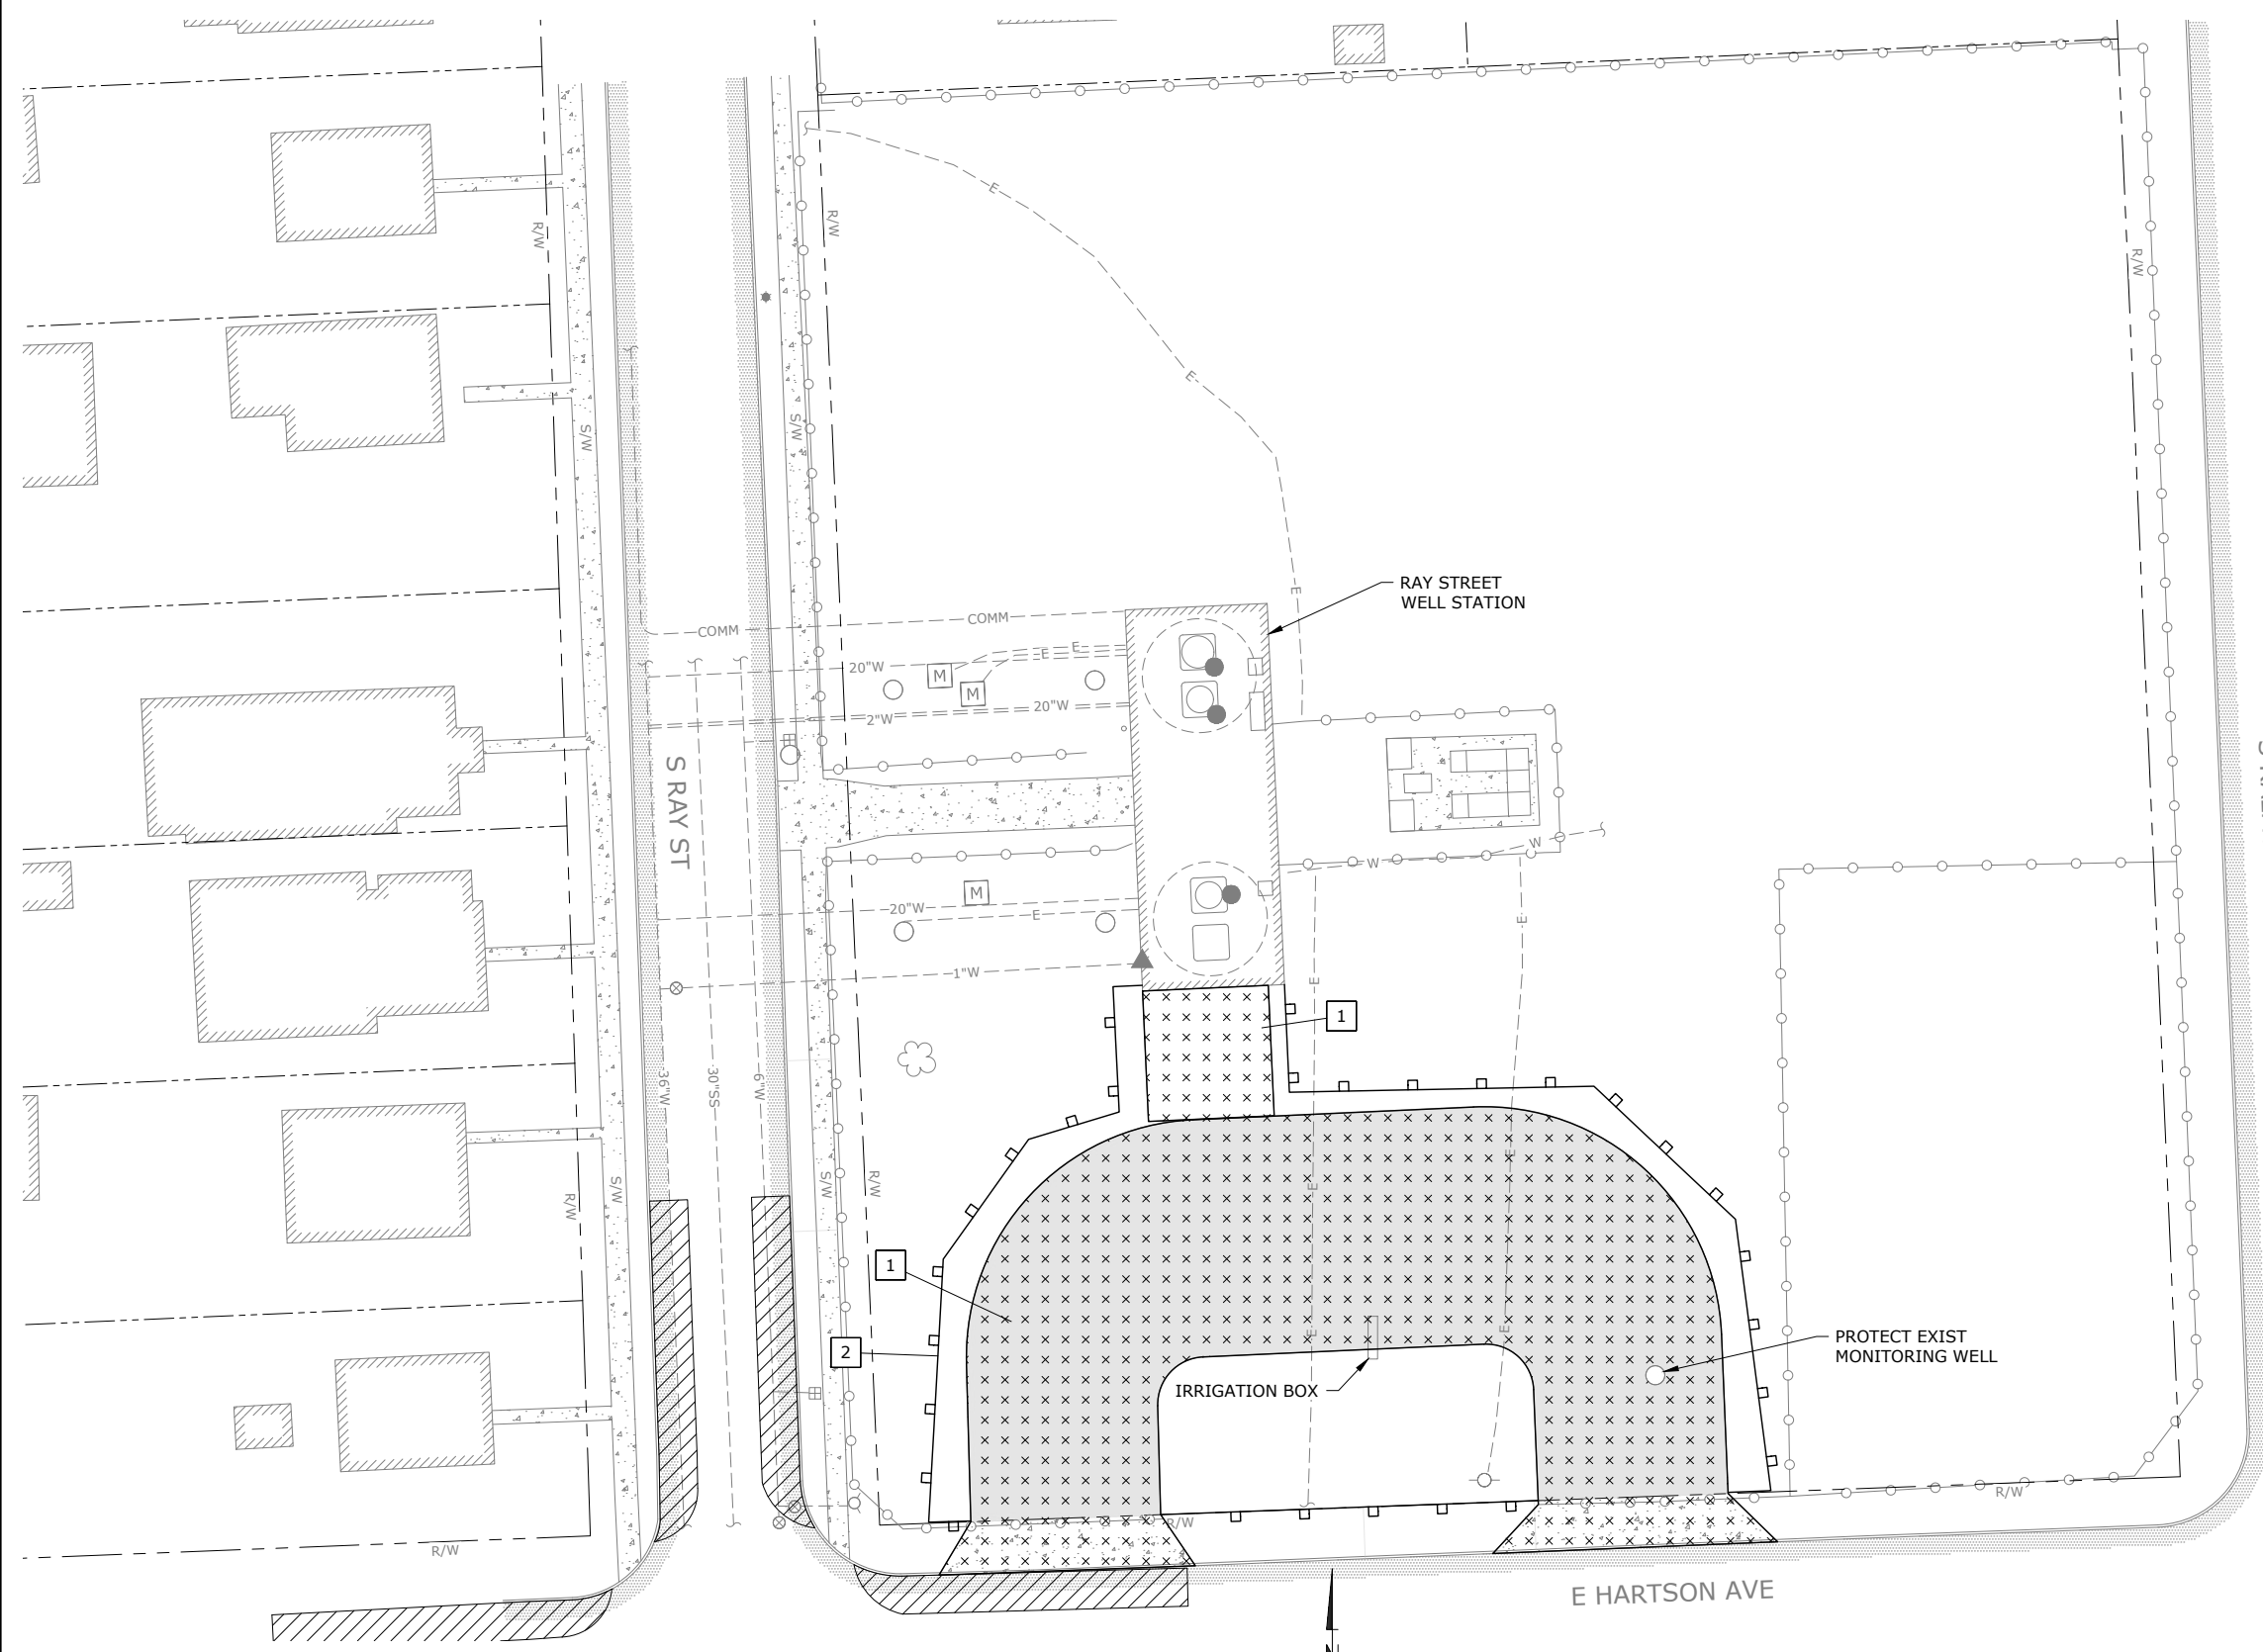 R/W
R/W
R/W
S/W
S/W
RAY STREET
WELL STATION
E
E
E
COMM
COMM
20"W
M
M
E
E
2"W
20"W
S RAY ST
W
W
M
20"W
E
E
1"W
E
1
36"W
30"SS
6"W
R/W
S/W
S/W
R/W
E
E
1
2
E
E
IRRIGATION BOX
PROTECT EXIST
MONITORING WELL
R/W
R/W
R/W
E HARTSON AVE